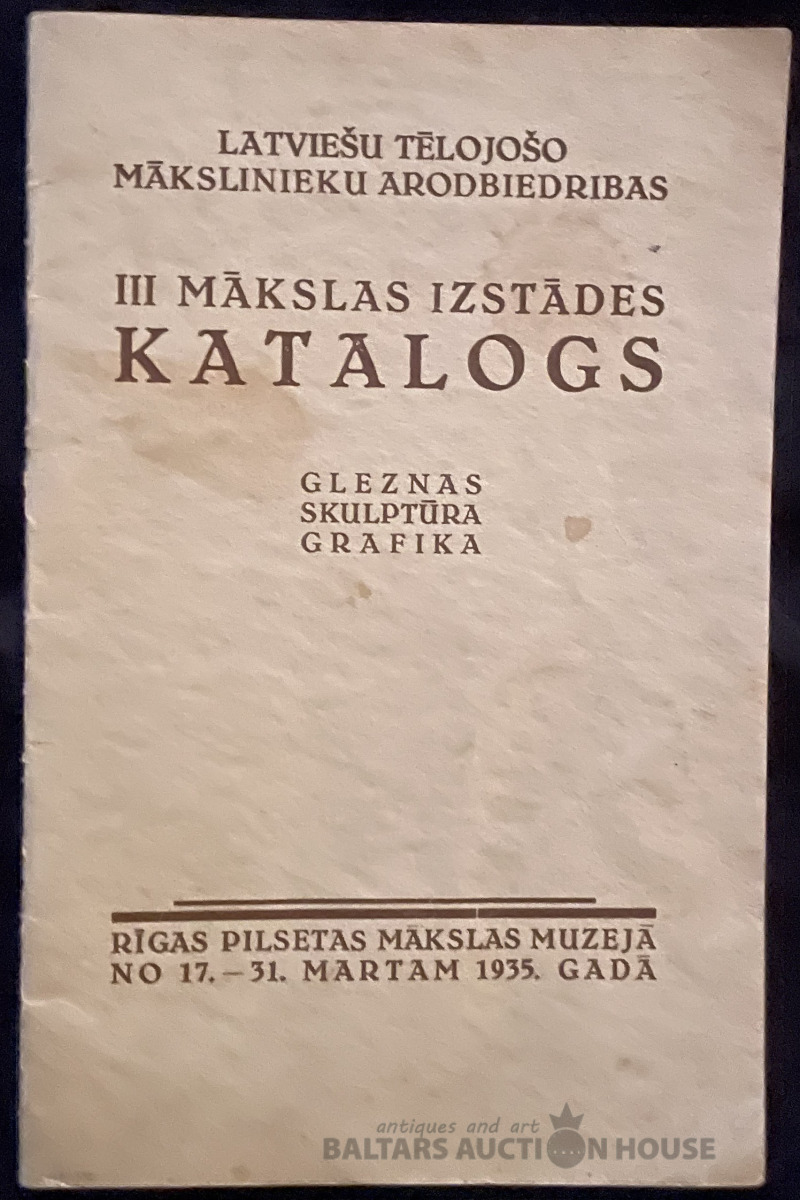 LATVIEŠU TĒLOJOŠO
MĀKSLINIEKU ARODBIEDRIBAS
III MĀKSLAS IZSTĀDES
KATALOGS
GLEZNAS
SKULPTŪRA
GRAFIKA
RĪGAS PILSETAS MĀKSLAS MUZEJĀ
NO 17.–31. MARTAM 1935. GADĀ
antiques and art
BALTARS AUCTION HOUSE